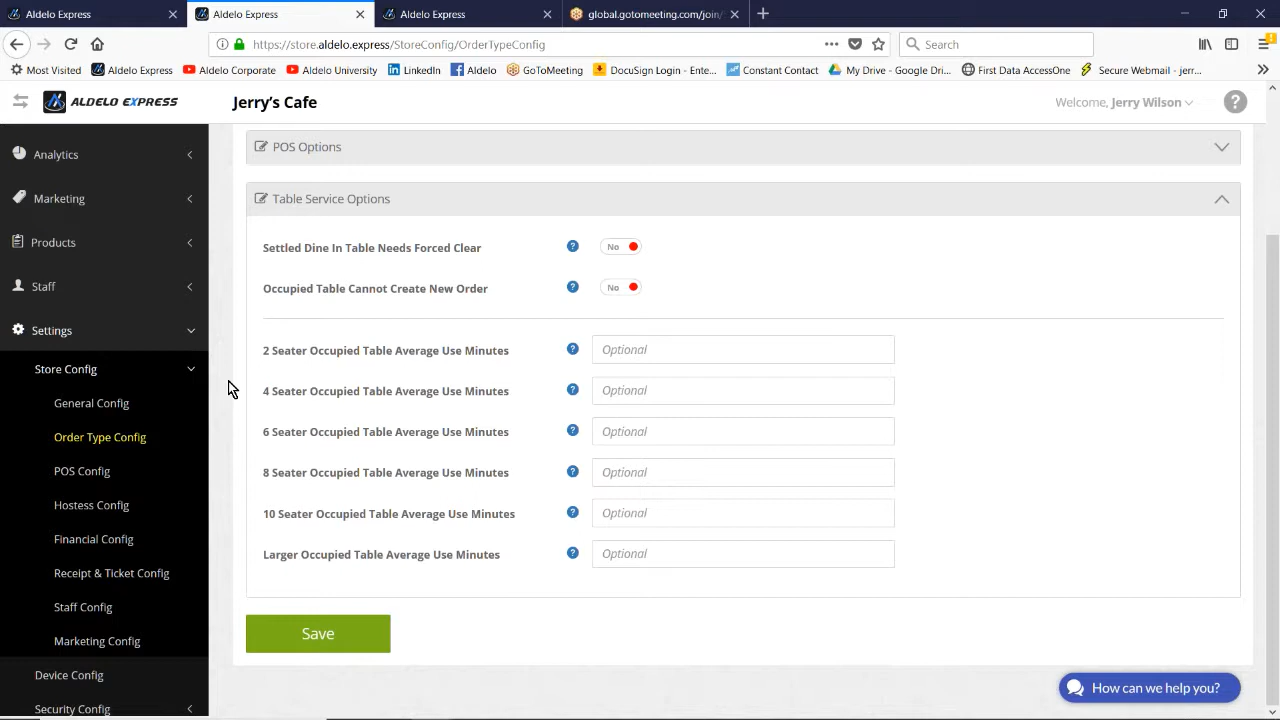 Aldelo Express
Aldelo Express
Aldelo Express
global.gotomeeting.com/join/
https://store.aldelo.express/StoreConfig/OrderTypeConfig
Search
Most Visited
Aldelo Express
Aldelo Corporate
Aldelo University
LinkedIn
Aldelo
GoToMeeting
DocuSign Login - Ente...
Constant Contact
My Drive - Google Dri...
First Data AccessOne
Secure Webmail - jerr...
ALDELO EXPRESS
Jerry's Cafe
Welcome, Jerry Wilson
Analytics
Marketing
Products
Staff
Settings
Store Config
General Config
Order Type Config
POS Config
Hostess Config
Financial Config
Receipt & Ticket Config
Staff Config
Marketing Config
Device Config
Security Config
POS Options
Table Service Options
Settled Dine In Table Needs Forced Clear
No
Occupied Table Cannot Create New Order
No
2 Seater Occupied Table Average Use Minutes
Optional
4 Seater Occupied Table Average Use Minutes
Optional
6 Seater Occupied Table Average Use Minutes
Optional
8 Seater Occupied Table Average Use Minutes
Optional
10 Seater Occupied Table Average Use Minutes
Optional
Larger Occupied Table Average Use Minutes
Optional
Save
How can we help you?